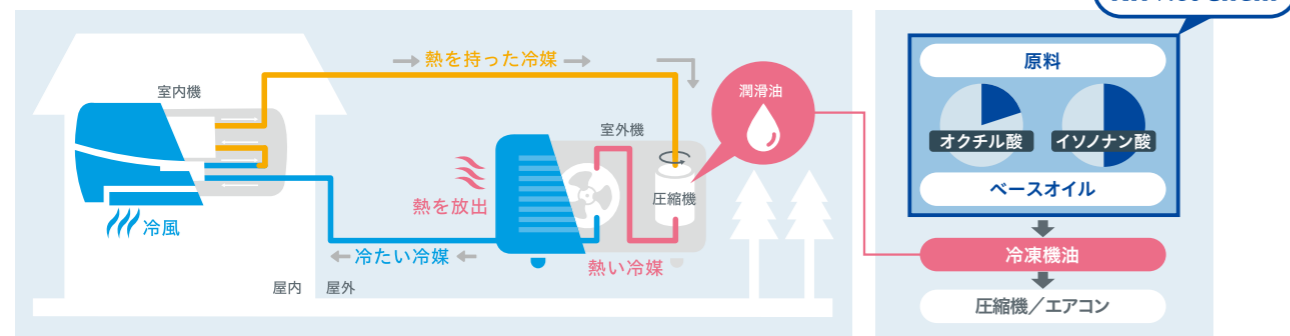 熱を持った冷媒
室内機
潤滑油
室外機
圧縮機
熱を放出
冷風
冷たい冷媒
熱い冷媒
屋内
屋外
原料
オクチル酸
イソノナン酸
ベースオイル
冷凍機油
圧縮機／エアコン